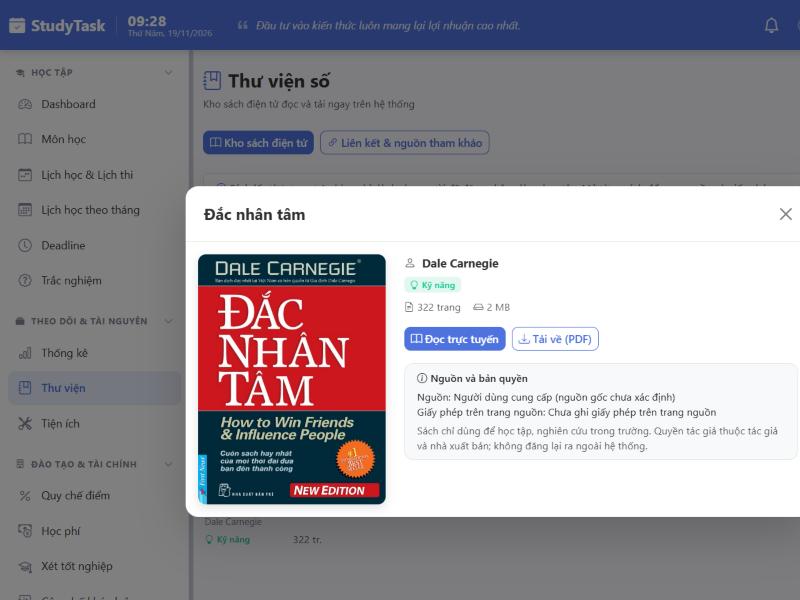 StudyTask
09:28
Thứ Năm, 19/11/2026
Đầu tư vào kiến thức luôn mang lại lợi nhuận cao nhất.
HỌC TẬP
Dashboard
Môn học
Lịch học & Lịch thi
Lịch học theo tháng
Deadline
Trắc nghiệm
THEO DÕI & TÀI NGUYÊN
Thống kê
Thư viện
Tiện ích
ĐÀO TẠO & TÀI CHÍNH
Quy chế điểm
Học phí
Xét tốt nghiệp
Thư viện số
Kho sách điện tử đọc và tải ngay trên hệ thống
Kho sách điện tử
Liên kết & nguồn tham khảo
Đắc nhân tâm
DALE CARNEGIE
ĐẮC
NHÂN
TÂM
How to Win Friends
& Influence People
Cuốn sách hay nhất
của mọi thời đại đưa
bạn đến thành công
#1
First News
NHÀ XUẤT BẢN TRẺ
NEW EDITION
Dale Carnegie
Kỹ năng
322 trang
2 MB
Đọc trực tuyến
Tải về (PDF)
Nguồn và bản quyền
Nguồn: Người dùng cung cấp (nguồn gốc chưa xác định)
Giấy phép trên trang nguồn: Chưa ghi giấy phép trên trang nguồn
Sách chỉ dùng để học tập, nghiên cứu trong trường. Quyền tác giả thuộc tác giả
và nhà xuất bản; không đăng lại ra ngoài hệ thống.
Dale Carnegie
Kỹ năng
322 tr.